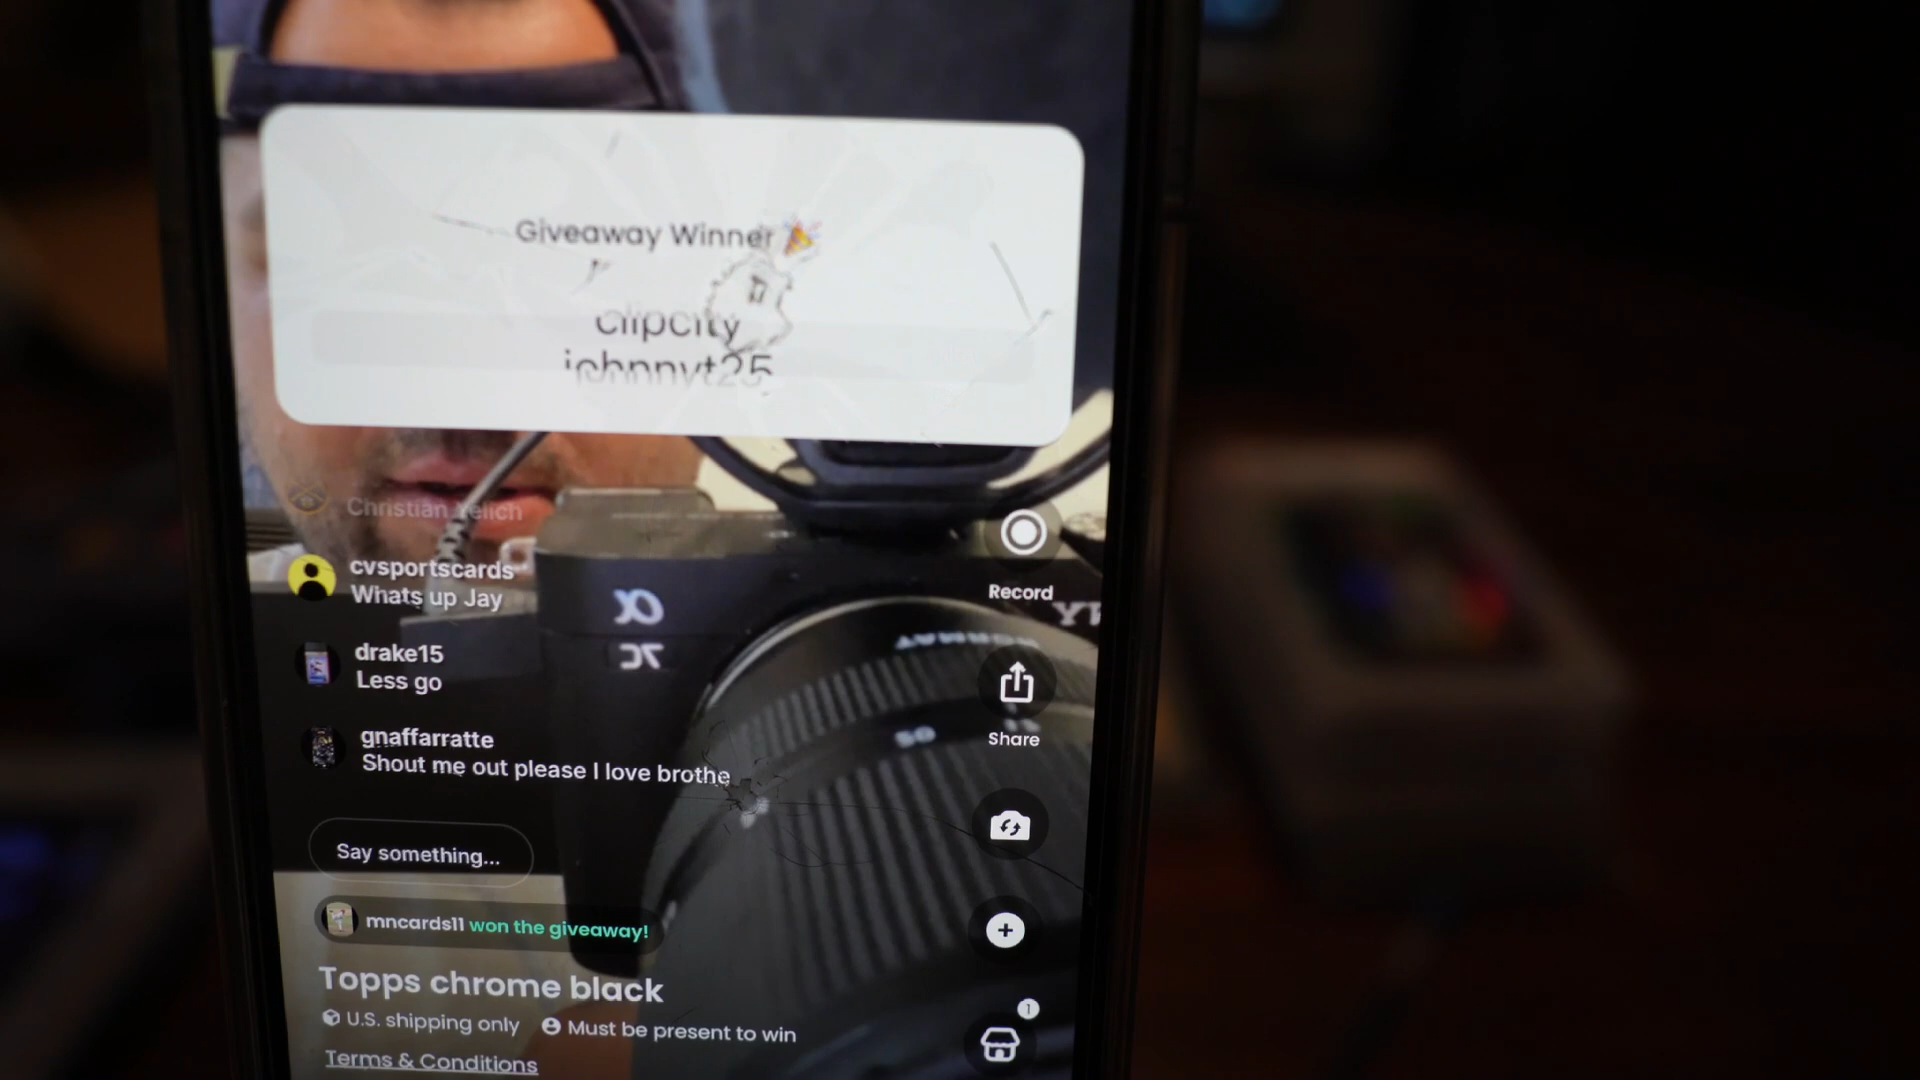 Giveaway Winner 🎉
clipcity
johnnyt25
Christian Yelich
cvsportscards
Whats up Jay
drake15
Less go
gnaffarratte
Shout me out please I love brothe
Say something...
mncards11 won the giveaway!
Topps chrome black
U.S. shipping only Must be present to win
Terms & Conditions
Record
Share
50
1